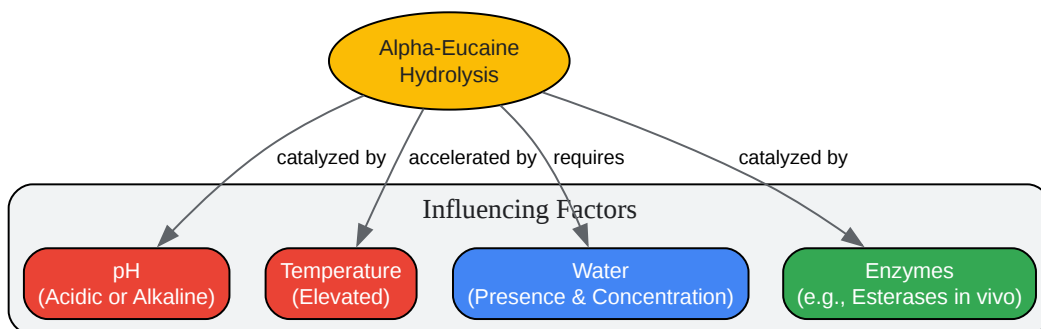 Alpha-Eucaine
Hydrolysis
catalyzed by
accelerated by
requires
catalyzed by
Influencing Factors
pH
(Acidic or Alkaline)
Temperature
(Elevated)
Water
(Presence & Concentration)
Enzymes
(e.g., Esterases in vivo)